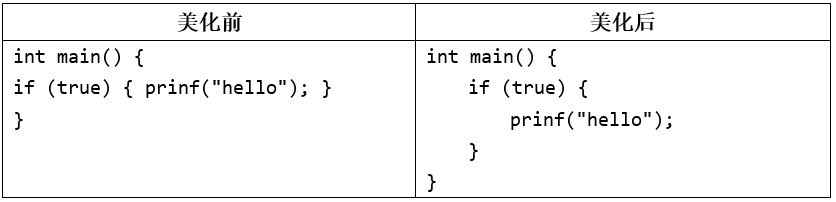 美化前
int main() {
if (true) { prinf("hello"); }
}
美化后
int main() {
    if (true) {
        prinf("hello");
    }
}